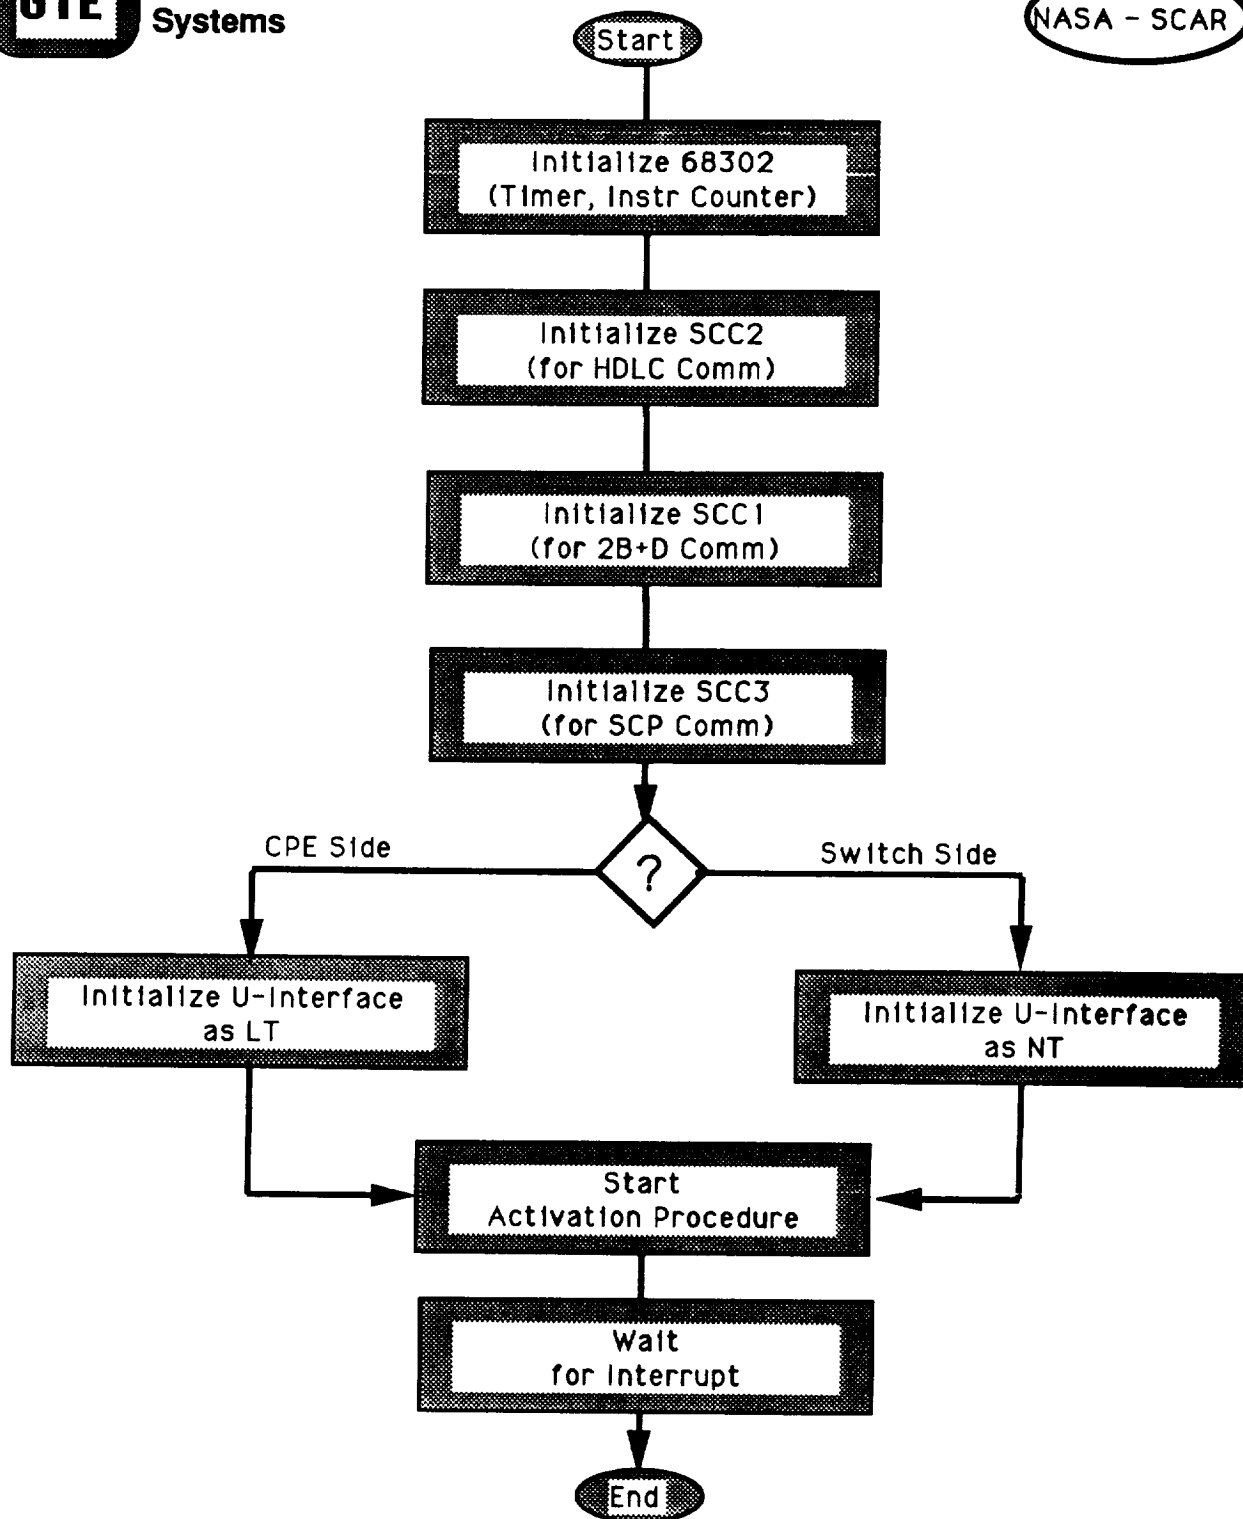 GTE
Systems
NASA - SCAR
Start
Initialize 68302
(Timer, Instr Counter)
Initialize SCC2
(for HDLC Comm)
Initialize SCC1
(for 2B+D Comm)
Initialize SCC3
(for SCP Comm)
?
CPE Side
Switch Side
Initialize U-Interface
as LT
Initialize U-Interface
as NT
Start
Activation Procedure
Wait
for Interrupt
End